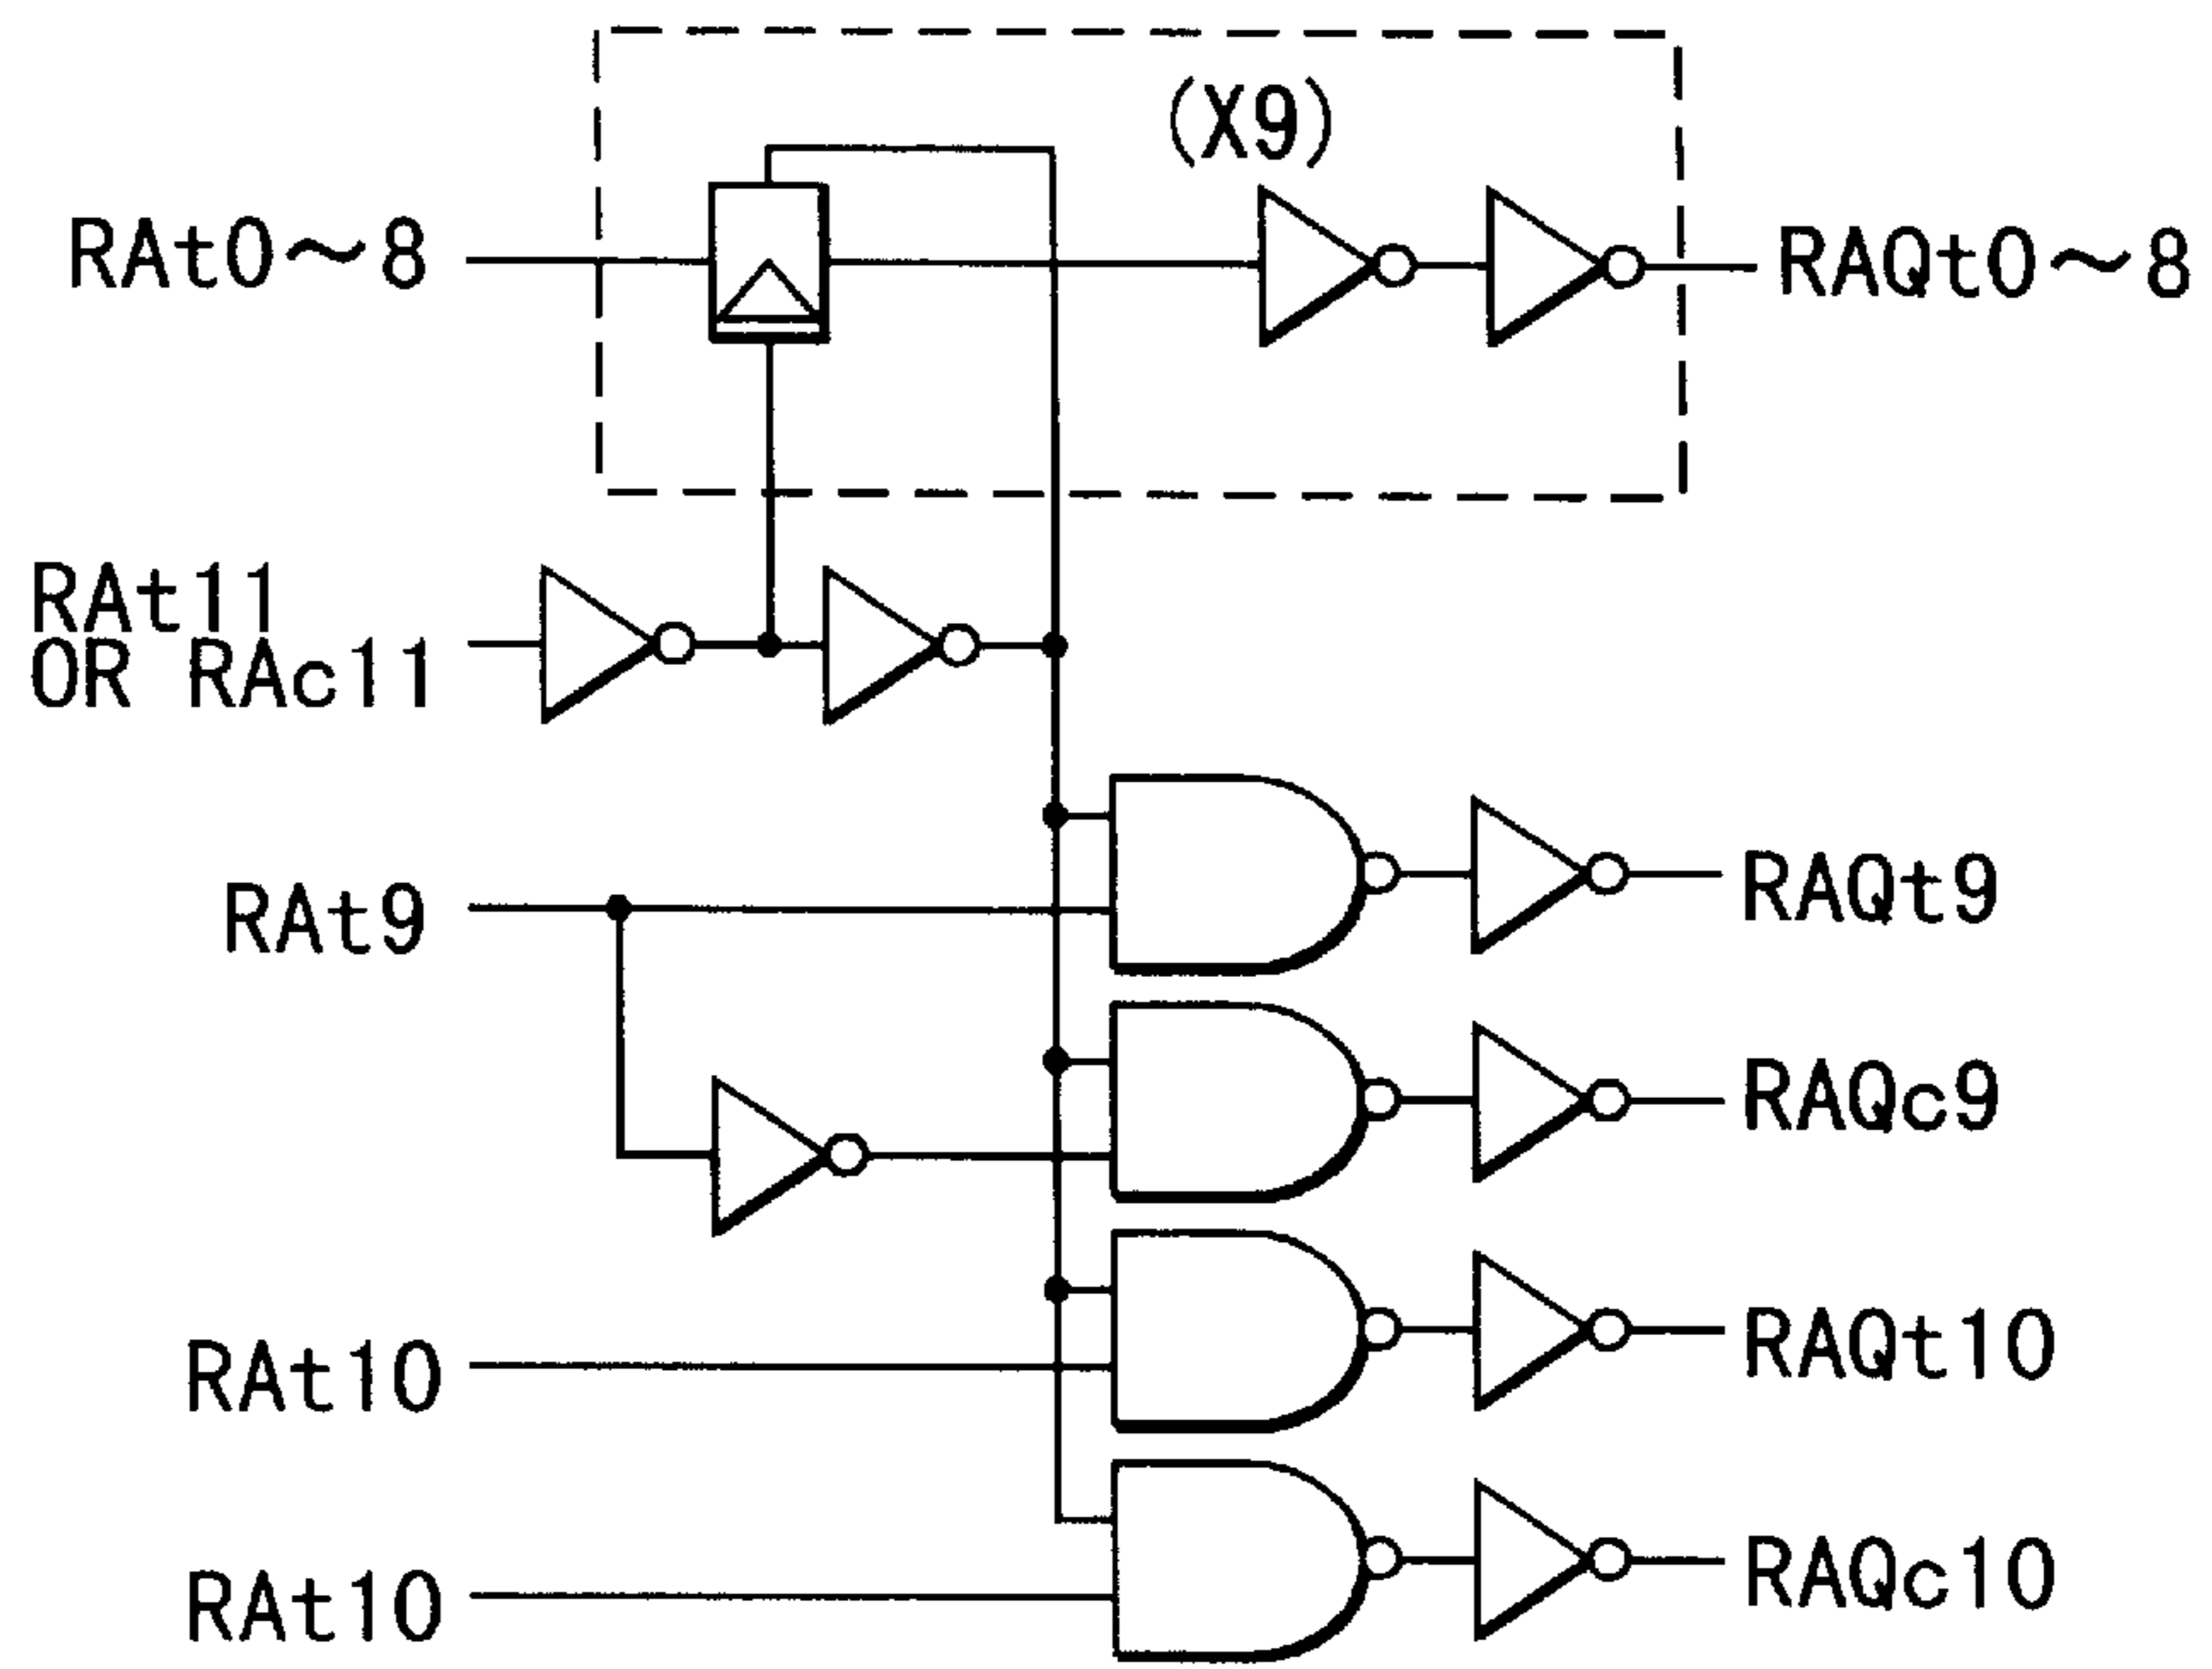 (X9)
RAt0～8
RAQt0～8
RAt11
OR RAc11
RAt9
RAQt9
RAQc9
RAt10
RAQt10
RAt10
RAQc10